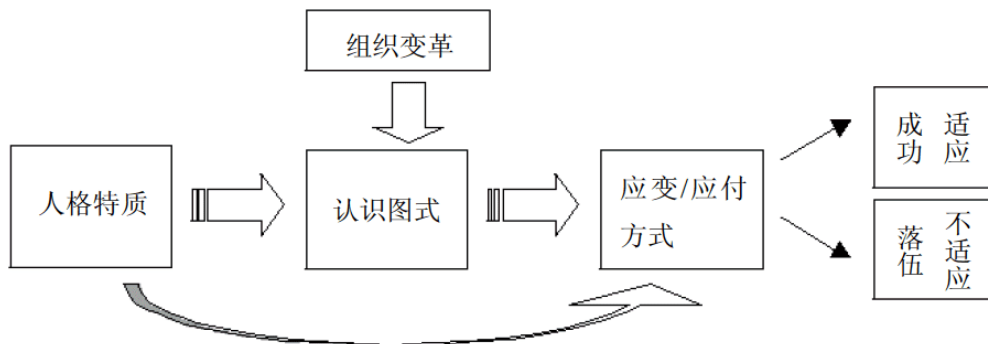 组织变革
人格特质
认识图式
应变/应付
方式
适应
成功
不适应
落伍